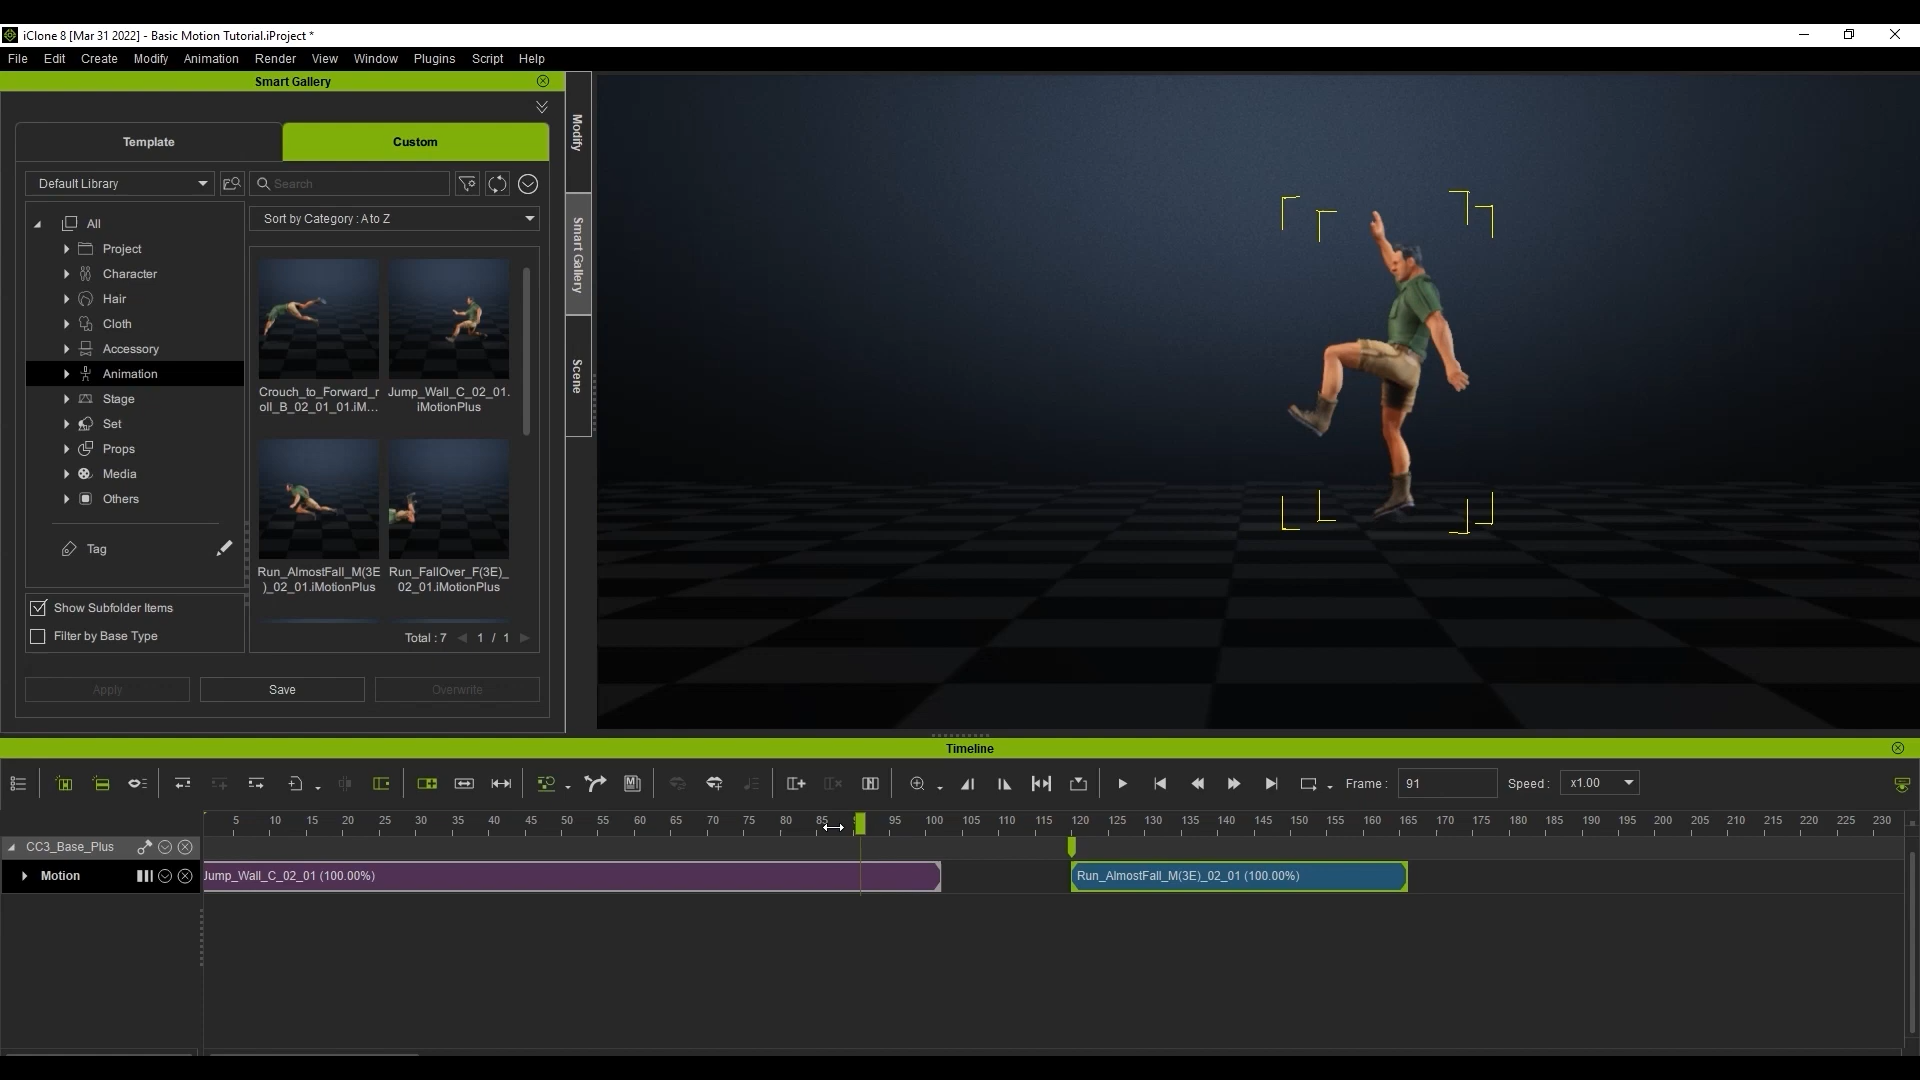 iClone 8 [Mar 31 2022] - Basic Motion Tutorial.iProject *
File Edit Create Modify Animation Render View Window Plugins Script Help
Smart Gallery
Template Custom
Default Library Search
Sort by Category : A to Z
All
Project
Character
Hair
Cloth
Accessory
Animation
Stage
Set
Props
Media
Others
Tag
Show Subfolder Items
Filter by Base Type
Crouch_to_Forward_r
oll_B_02_01_01.iM...
Jump_Wall_C_02_01.
iMotionPlus
Run_AlmostFall_M(3E
)_02_01.iMotionPlus
Run_FallOver_F(3E)_
02_01.iMotionPlus
Total : 7 1 / 1
Apply Save Overwrite
Modify
Smart Gallery
Scene
Timeline
Frame : 91 Speed : x1.00
5 10 15 20 25 30 35 40 45 50 55 60 65 70 75 80 85 95 100 105 110 115 120 125 130 135 140 145 150 155 160 165 170 175 180 185 190 195 200 205 210 215 220 225 230
CC3_Base_Plus
Motion
Jump_Wall_C_02_01 (100.00%) Run_AlmostFall_M(3E)_02_01 (100.00%)